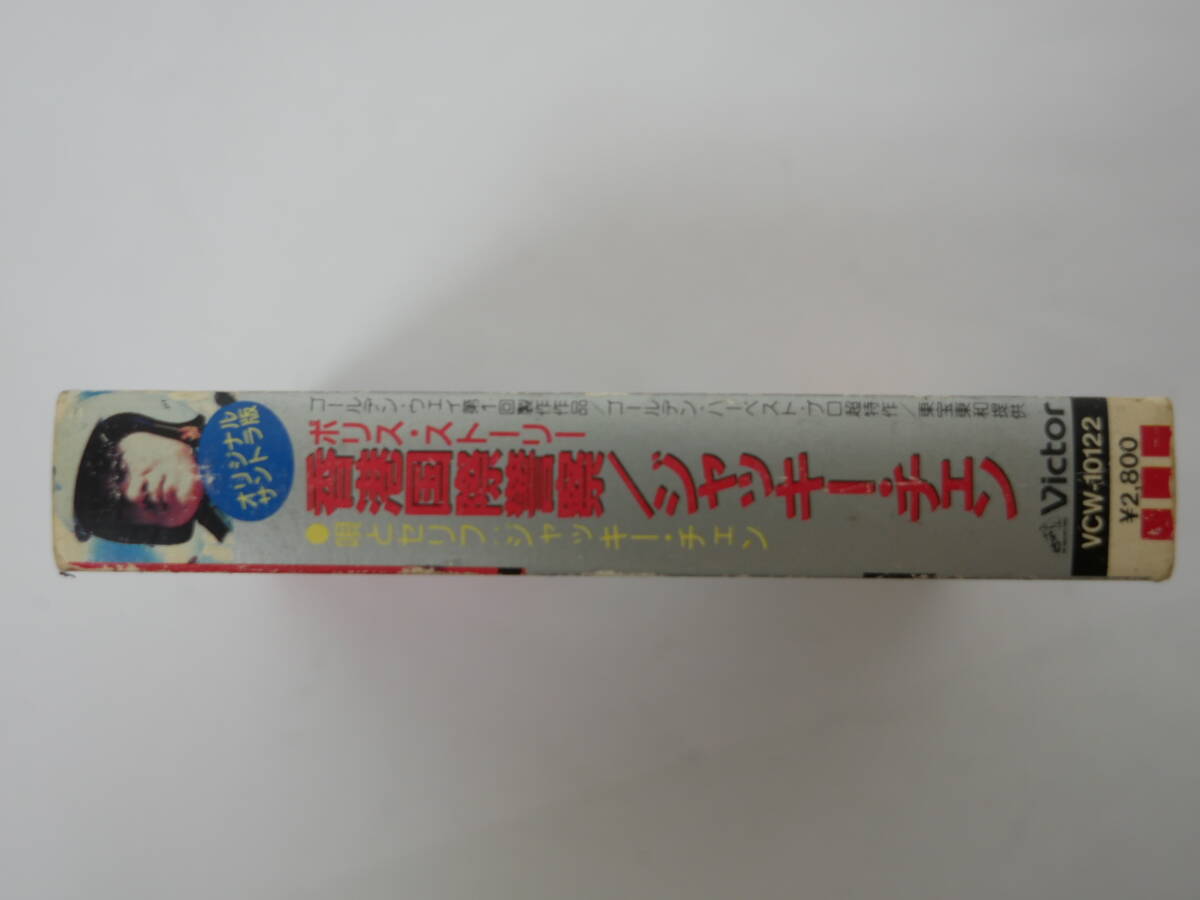 オリジナル
サントラ版
ゴールデン・ウェイ第1回製作作品/ゴールデン・ハーベスト・プロ超特作/東宝東和提供
ポリス・ストーリー
香港国際警察/ジャッキー・チェン
●唄とセリフ:ジャッキー・チェン
Victor
VCW-10122
¥2,800